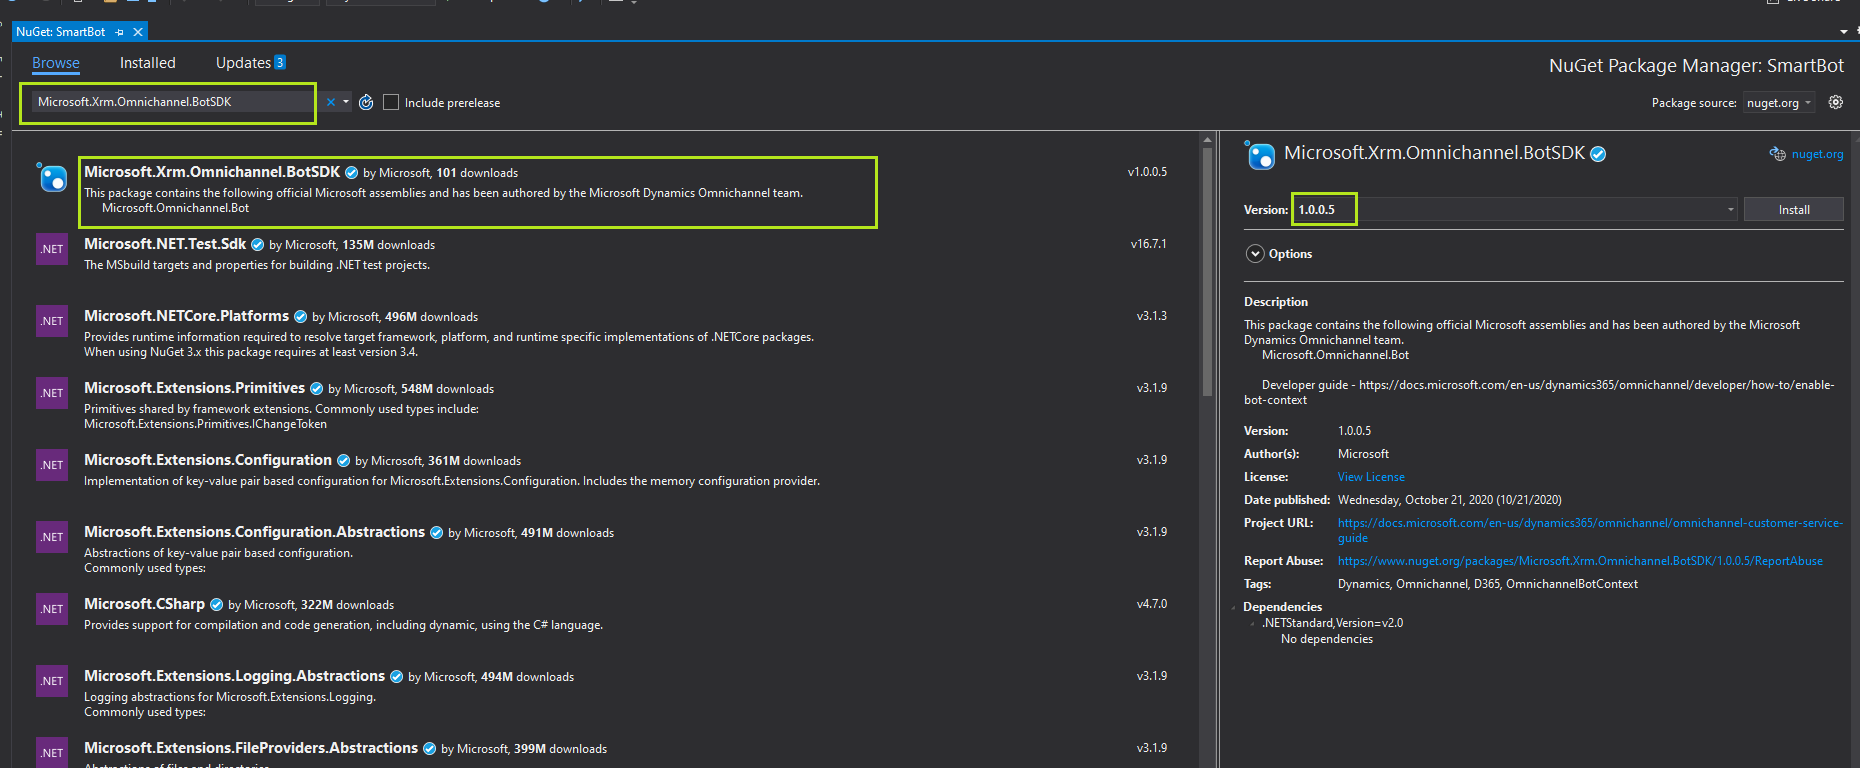 NuGet: SmartBot
Browse Installed Updates 3
NuGet Package Manager: SmartBot
Microsoft.Xrm.Omnichannel.BotSDK
Include prerelease
Package source: nuget.org
Microsoft.Xrm.Omnichannel.BotSDK by Microsoft, 101 downloads v1.0.0.5
This package contains the following official Microsoft assemblies and has been authored by the Microsoft Dynamics Omnichannel team.
Microsoft.Omnichannel.Bot
.NET Microsoft.NET.Test.Sdk by Microsoft, 135M downloads v16.7.1
The MSbuild targets and properties for building .NET test projects.
.NET Microsoft.NETCore.Platforms by Microsoft, 496M downloads v3.1.3
Provides runtime information required to resolve target framework, platform, and runtime specific implementations of .NETCore packages.
When using NuGet 3.x this package requires at least version 3.4.
.NET Microsoft.Extensions.Primitives by Microsoft, 548M downloads v3.1.9
Primitives shared by framework extensions. Commonly used types include:
Microsoft.Extensions.Primitives.IChangeToken
.NET Microsoft.Extensions.Configuration by Microsoft, 361M downloads v3.1.9
Implementation of key-value pair based configuration for Microsoft.Extensions.Configuration. Includes the memory configuration provider.
.NET Microsoft.Extensions.Configuration.Abstractions by Microsoft, 491M downloads v3.1.9
Abstractions of key-value pair based configuration.
Commonly used types:
.NET Microsoft.CSharp by Microsoft, 322M downloads v4.7.0
Provides support for compilation and code generation, including dynamic, using the C# language.
.NET Microsoft.Extensions.Logging.Abstractions by Microsoft, 494M downloads v3.1.9
Logging abstractions for Microsoft.Extensions.Logging.
Commonly used types:
.NET Microsoft.Extensions.FileProviders.Abstractions by Microsoft, 399M downloads v3.1.9
Microsoft.Xrm.Omnichannel.BotSDK nuget.org
Version: 1.0.0.5 Install
Options
Description
This package contains the following official Microsoft assemblies and has been authored by the Microsoft
Dynamics Omnichannel team.
Microsoft.Omnichannel.Bot
Developer guide - https://docs.microsoft.com/en-us/dynamics365/omnichannel/developer/how-to/enable-
bot-context
Version: 1.0.0.5
Author(s): Microsoft
License: View License
Date published: Wednesday, October 21, 2020 (10/21/2020)
Project URL: https://docs.microsoft.com/en-us/dynamics365/omnichannel/omnichannel-customer-service-
guide
Report Abuse: https://www.nuget.org/packages/Microsoft.Xrm.Omnichannel.BotSDK/1.0.0.5/ReportAbuse
Tags: Dynamics, Omnichannel, D365, OmnichannelBotContext
Dependencies
.NETStandard,Version=v2.0
No dependencies